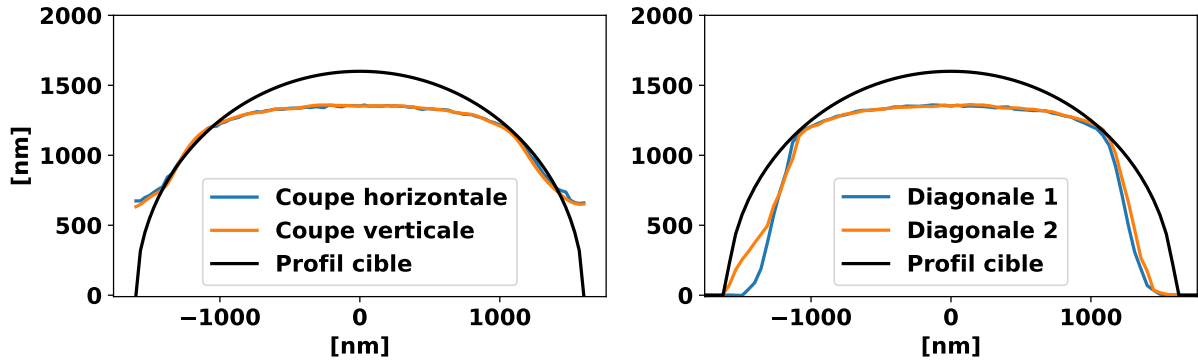 2000
1500
1000
500
0
[nm]
−1000
0
1000
[nm]
Coupe horizontale
Coupe verticale
Profil cible
2000
1500
1000
500
0
−1000
0
1000
[nm]
Diagonale 1
Diagonale 2
Profil cible